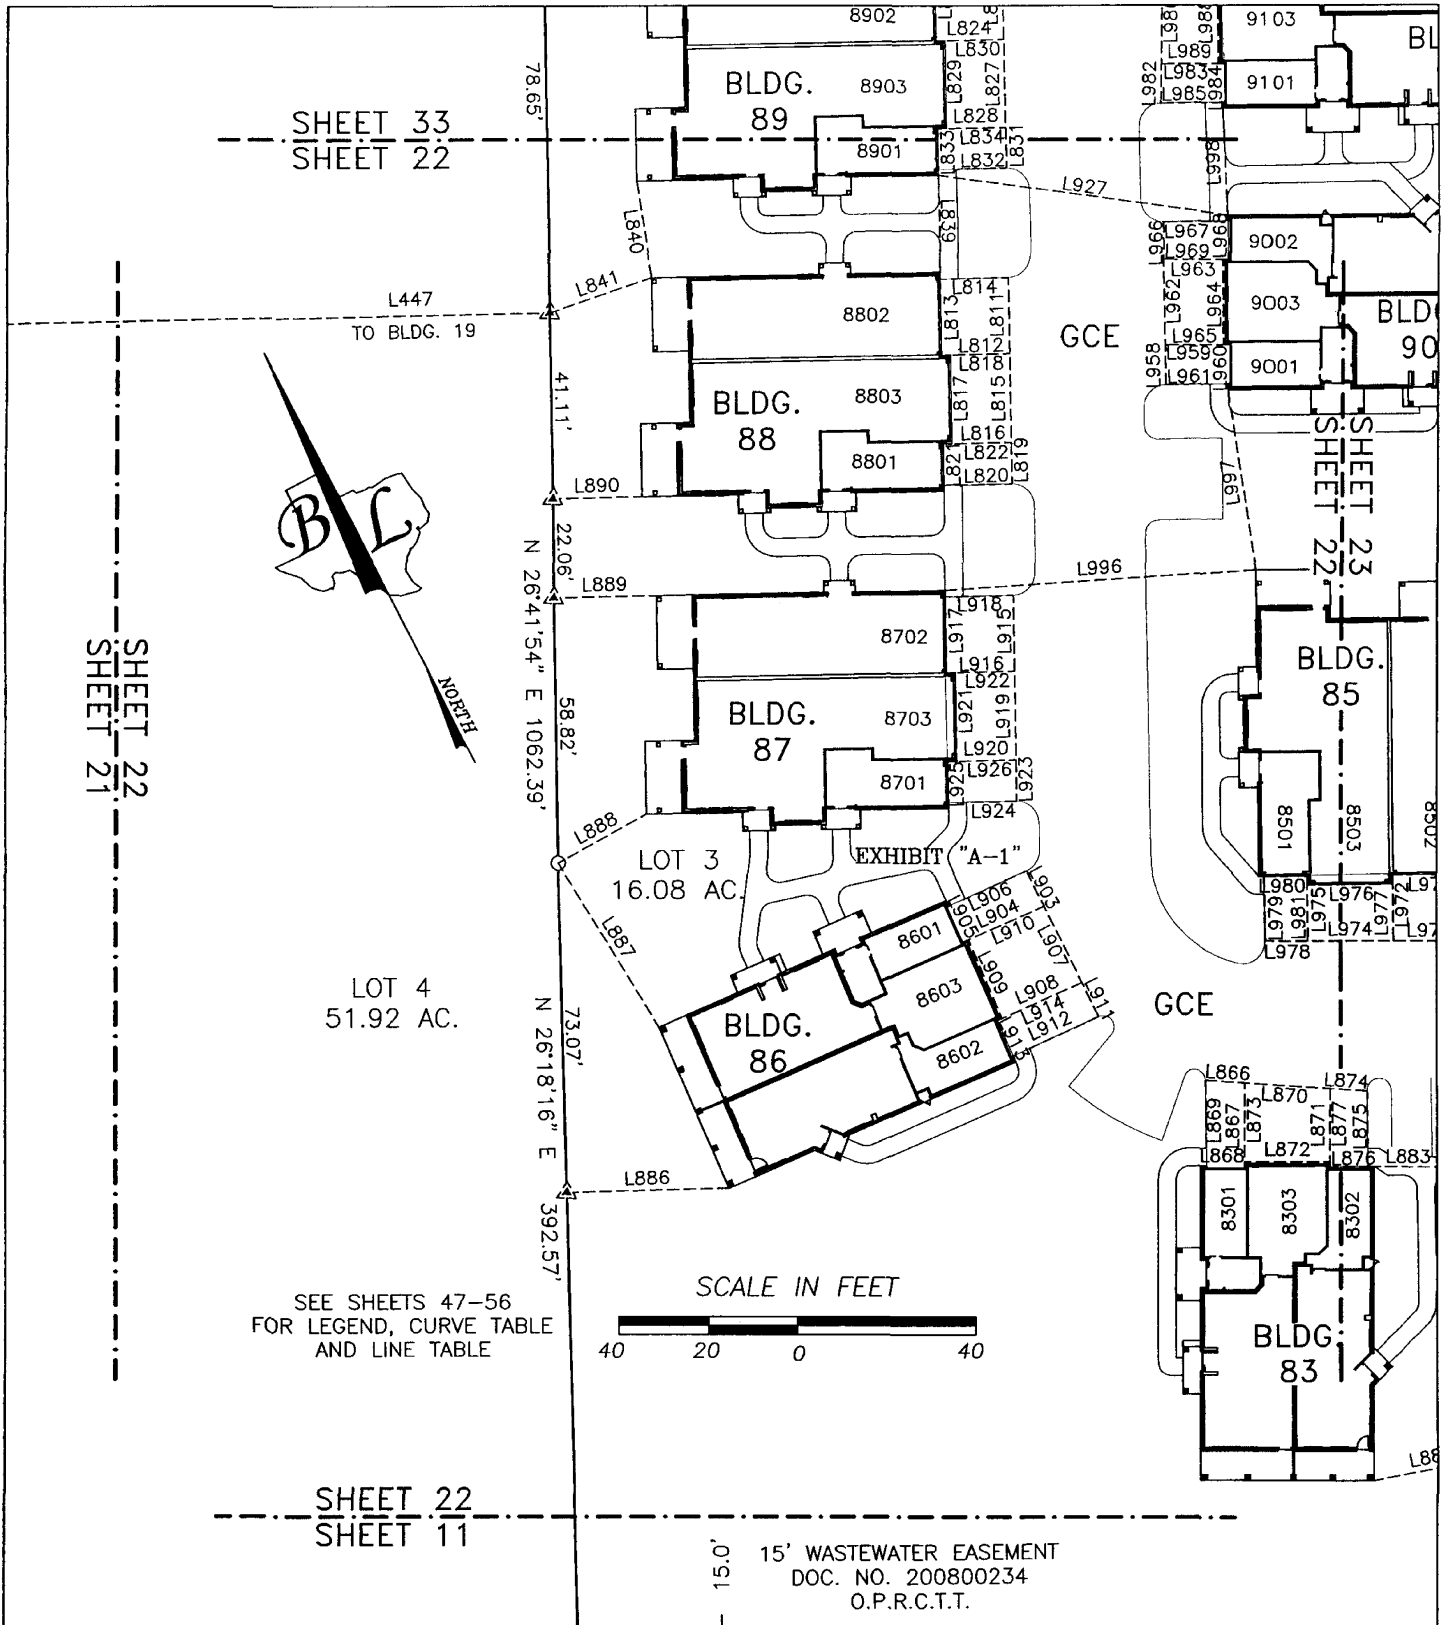 8902
L824
L830
BLDG.
89
8903
L829
L827
L828
L834
L833
L831
L832
8901
78.65'
SHEET 33
SHEET 22
L989
L983
L982
L984
L985
9103
9101
L998
L927
L840
L839
L841
L447
TO BLDG. 19
L814
L813
L811
L812
8802
GCE
L966
L967
L968
L969
L963
L962
L964
L965
L958
L959
L960
L961
9002
9003
9001
BLDG
90
41.11'
BLDG.
88
8803
8801
L818
L817
L815
L816
L822
L819
L820
L890
L997
SHEET 23
SHEET 22
B L
NORTH
22.06'
L889
L996
N 26°41'54" E 1062.39'
SHEET 22
SHEET 21
8702
L918
L917
L915
L916
BLDG.
87
8703
8701
L922
L921
L919
L920
L926
L925
L923
L924
58.82'
BLDG.
85
8501
8503
8502
L888
LOT 3
16.08 AC.
EXHIBIT "A-1"
L980
L976
L979
L981
L975
L977
L972
L974
L978
L906
L903
L904
L905
L910
L907
L909
L908
L914
L911
L912
L913
8601
8603
8602
BLDG.
86
L887
LOT 4
51.92 AC.
N 26°18'16" E
73.07'
GCE
L866
L874
L870
L869
L867
L873
L871
L877
L875
L868
L872
L876
L883
8301
8303
8302
L886
392.57'
SCALE IN FEET
40 20 0 40
SEE SHEETS 47-56
FOR LEGEND, CURVE TABLE
AND LINE TABLE
BLDG
83
SHEET 22
SHEET 11
15.0'
15' WASTEWATER EASEMENT
DOC. NO. 200800234
O.P.R.C.T.T.